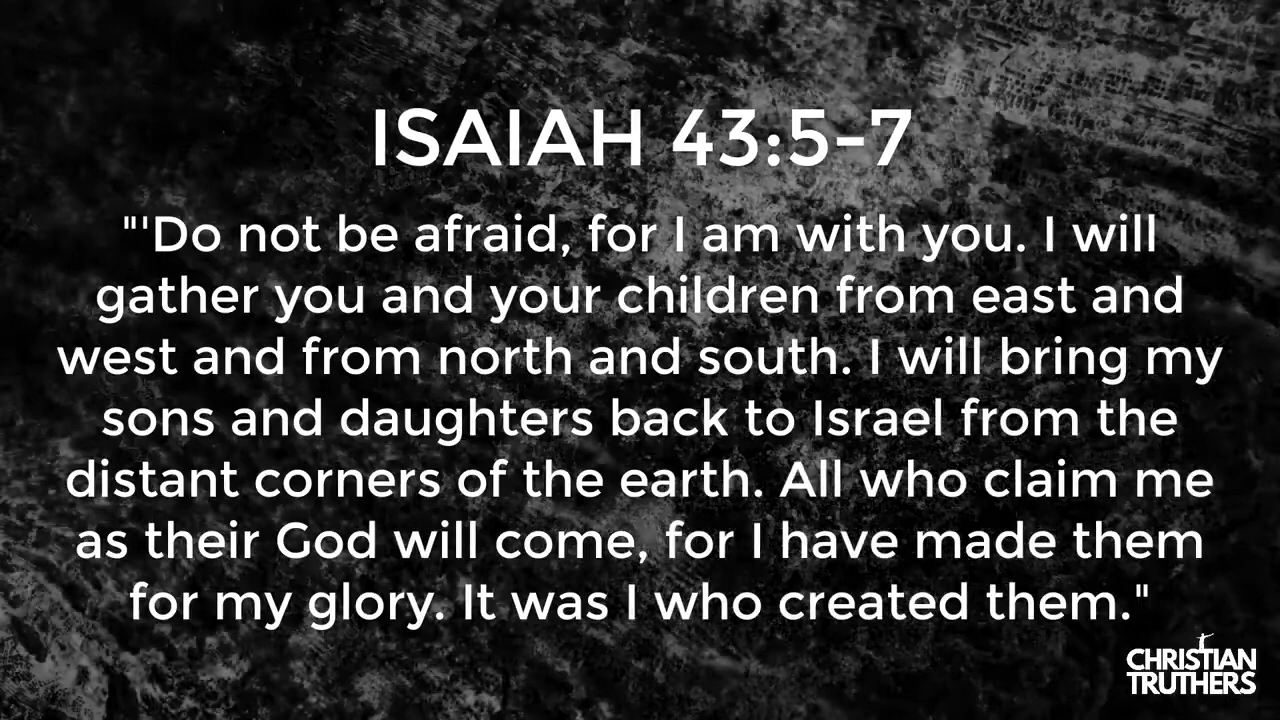 ISAIAH 43:5-7
"'Do not be afraid, for I am with you. I will
gather you and your children from east and
west and from north and south. I will bring my
sons and daughters back to Israel from the
distant corners of the earth. All who claim me
as their God will come, for I have made them
for my glory. It was I who created them."
CHRISTIAN
TRUTHERS